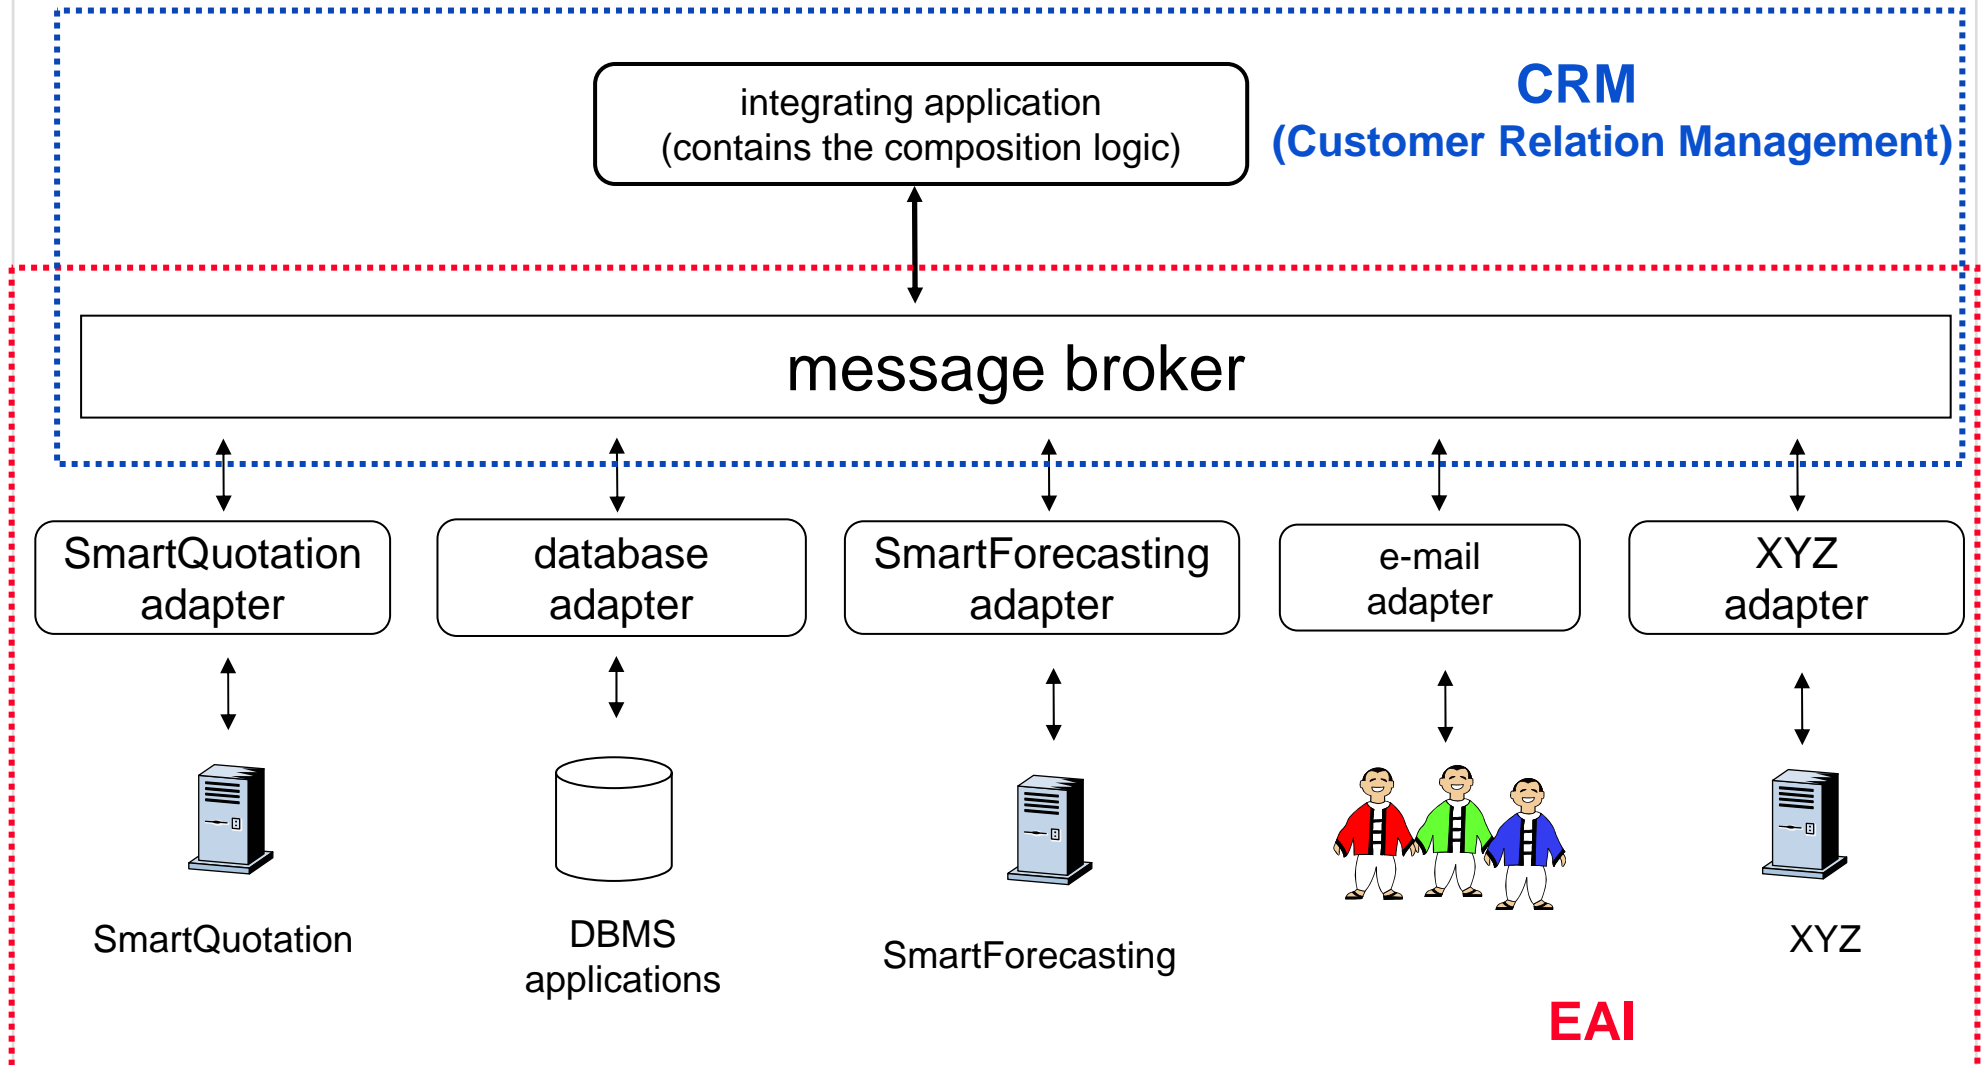 integrating application
(contains the composition logic)
CRM
(Customer Relation Management)
message broker
SmartQuotation
adapter
database
adapter
SmartForecasting
adapter
e-mail
adapter
XYZ
adapter
SmartQuotation
DBMS
applications
SmartForecasting
XYZ
EAI